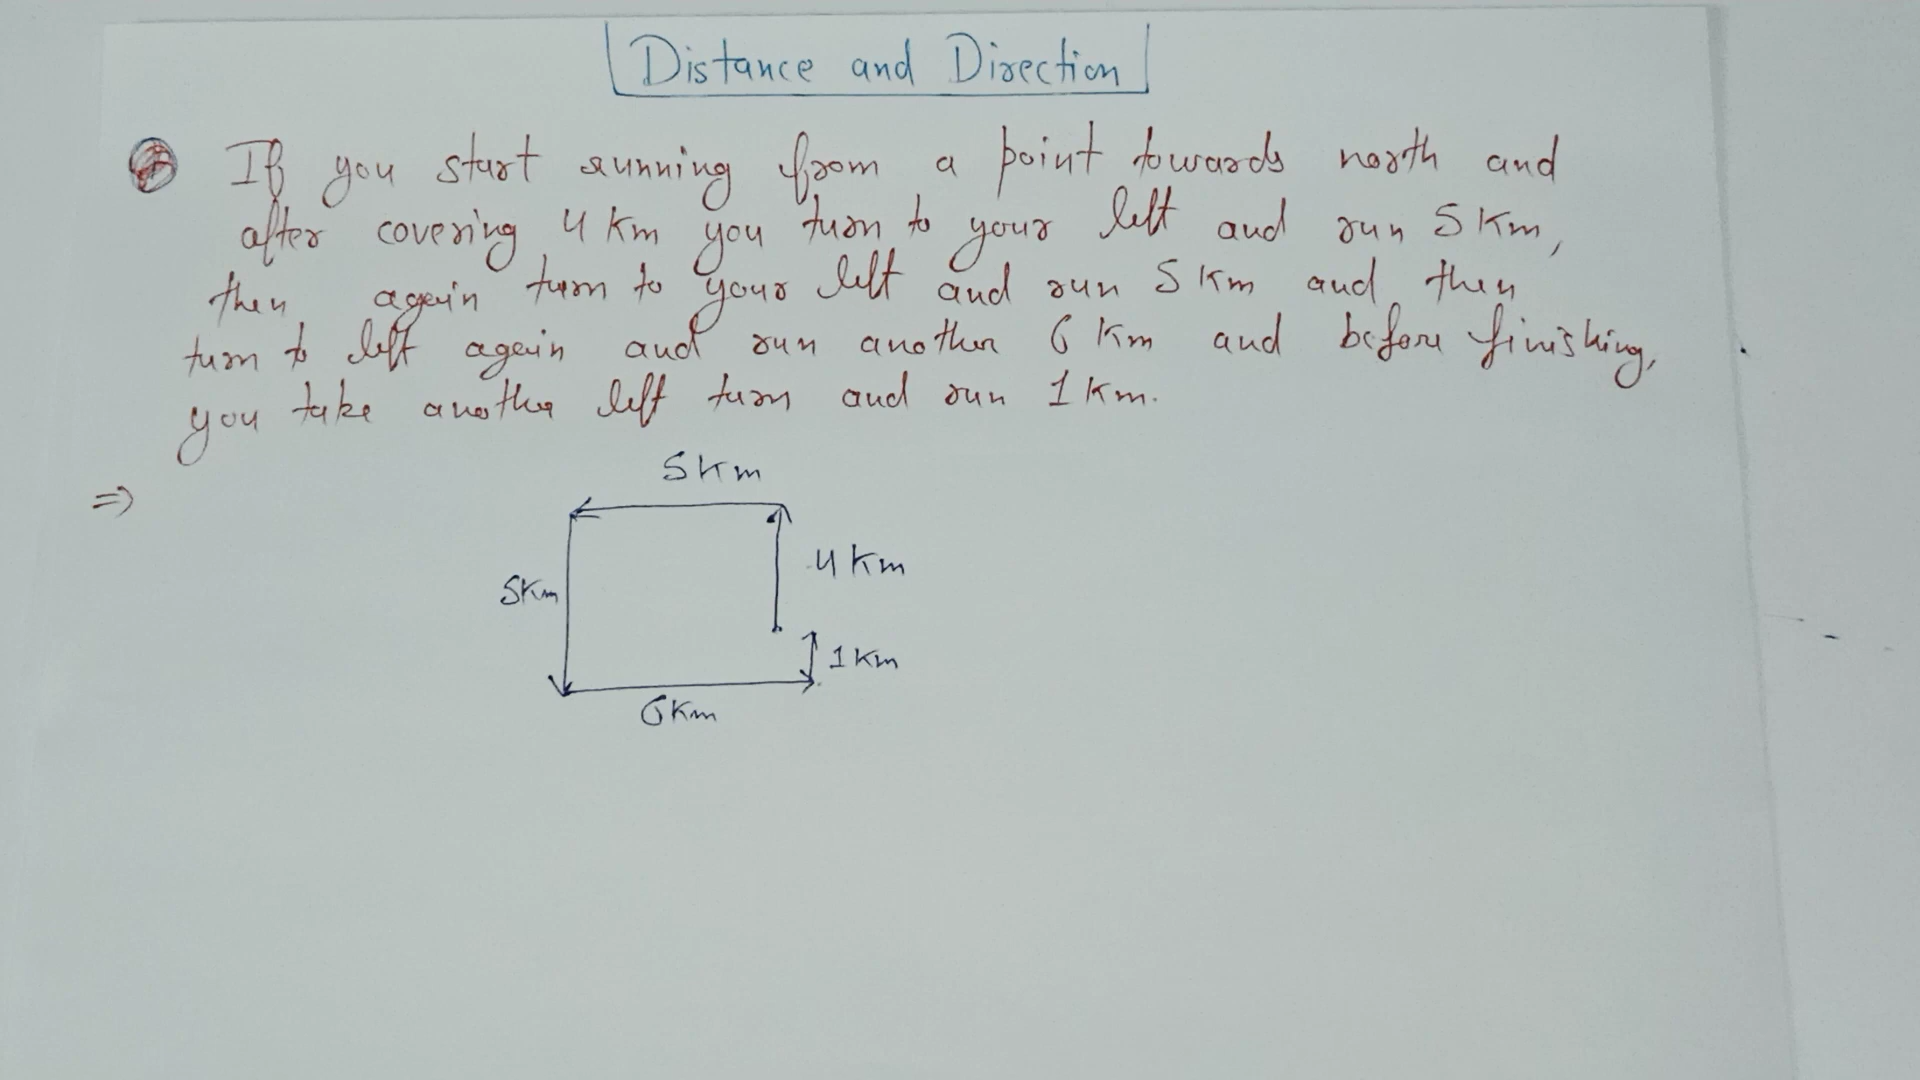 Distance and Direction
If you start running from a point towards north and
after covering 4 Km you turn to your left and run 5 Km,
then again turn to your left and run 5 Km and then
turn to left again and run another 6 Km and before finishing,
you take another left turn and run 1 Km.
⇒
5 Km
4 Km
5 Km
1 Km
6 Km